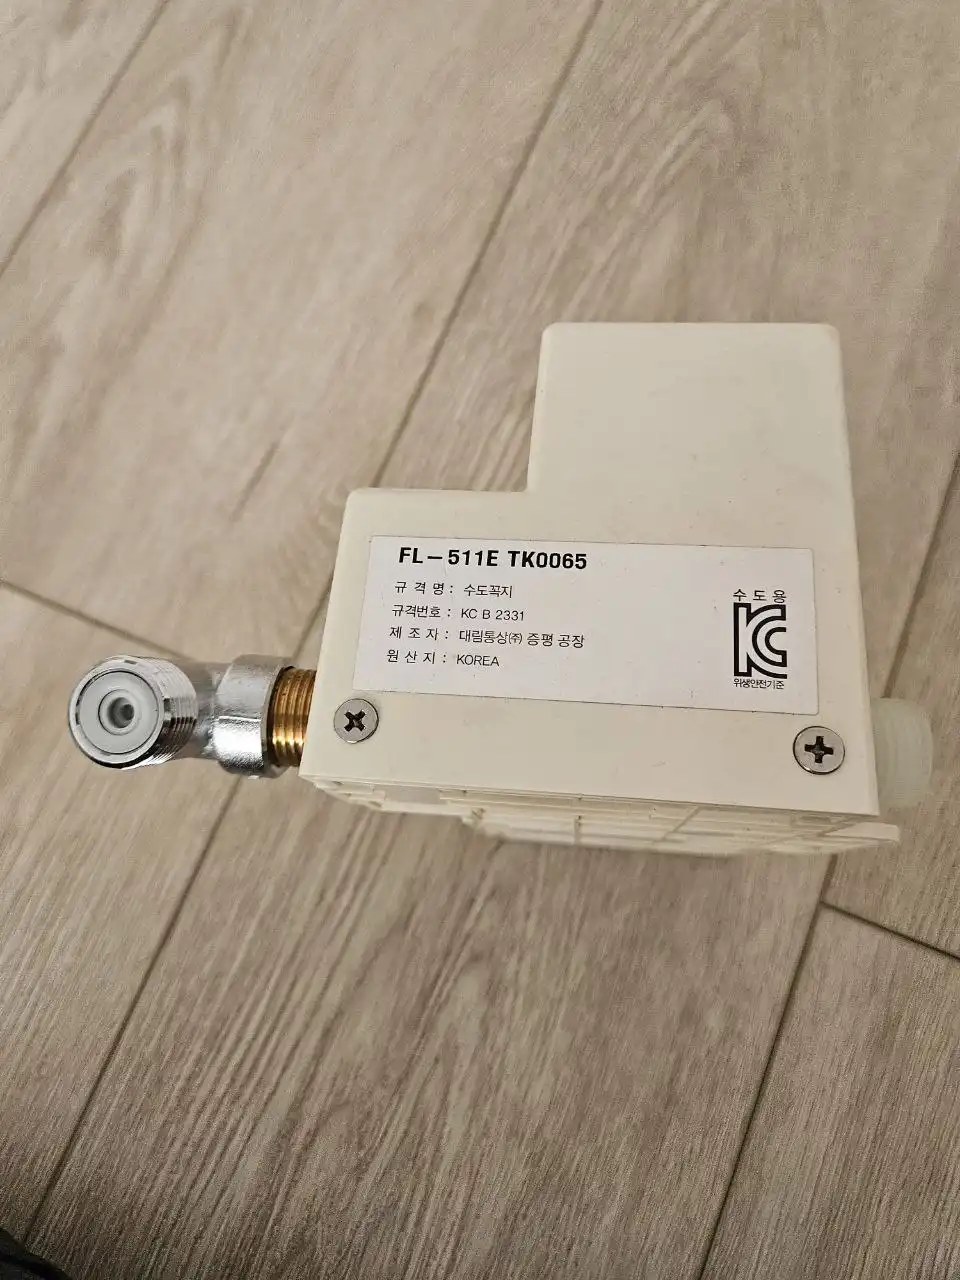 FL-511E TK0065
규 격 명 : 수도꼭지
규격번호 : KC B 2331
제 조 자 : 대림통상㈜ 증평 공장
원 산 지 : KOREA
수 도 용
KC
위생안전기준